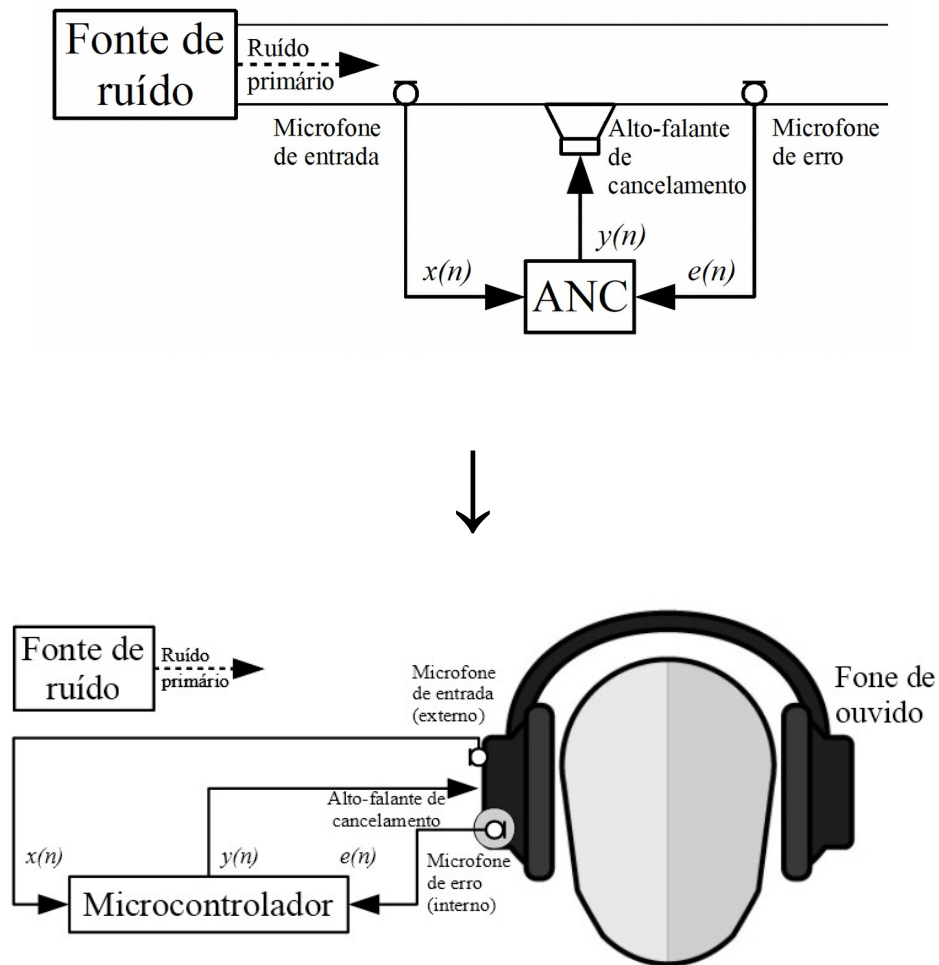 Fonte de
ruído
Ruído
primário
Microfone
de entrada
Alto-falante
de
cancelamento
Microfone
de erro
x(n)
y(n)
e(n)
ANC
Fonte de
ruído
Ruído
primário
Microfone
de entrada
(externo)
Fone de
ouvido
Alto-falante de
cancelamento
x(n)
y(n)
e(n)
Microfone
de erro
(interno)
Microcontrolador